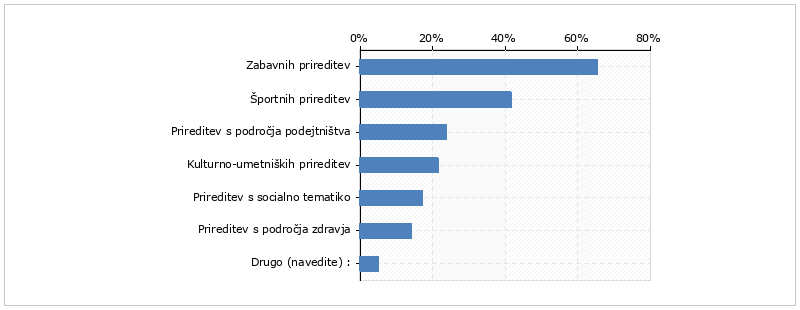 0% 20% 40% 60% 80%
Zabavnih prireditev
Športnih prireditev
Prireditev s področja podejtništva
Kulturno-umetniških prireditev
Prireditev s socialno tematiko
Prireditev s področja zdravja
Drugo (navedite) :